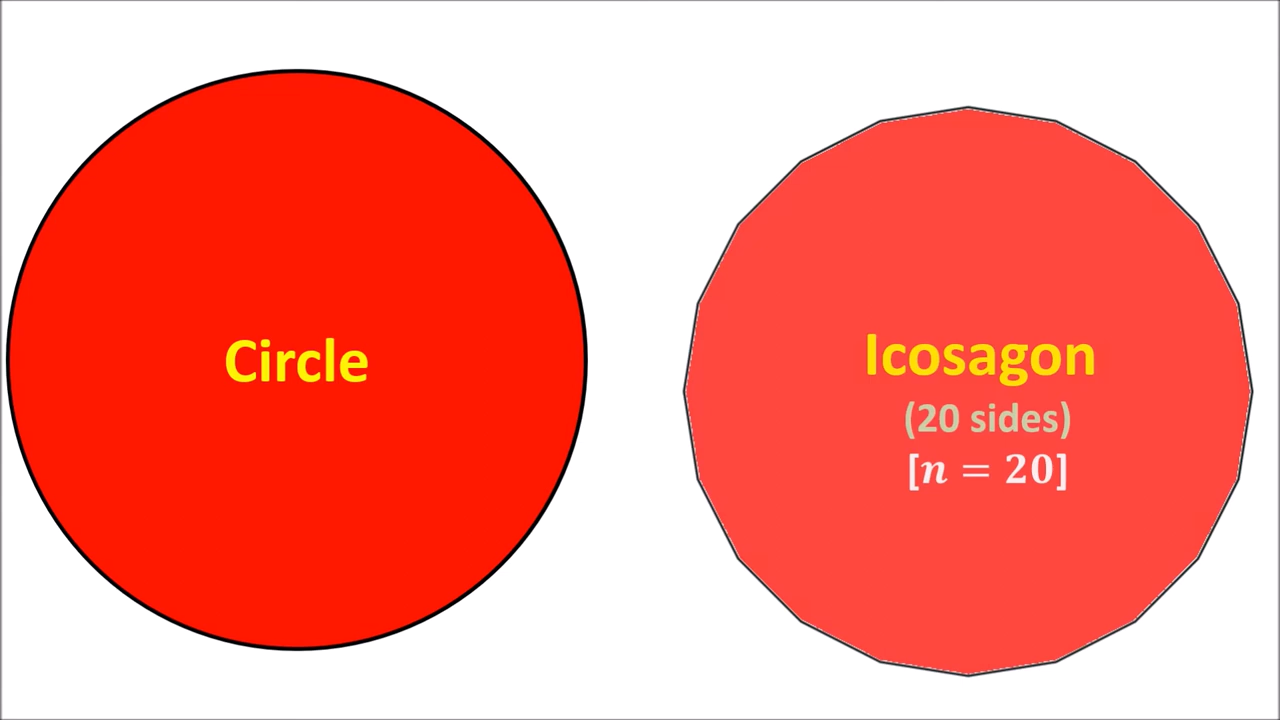 Circle
Icosagon
(20 sides)
[n = 20]